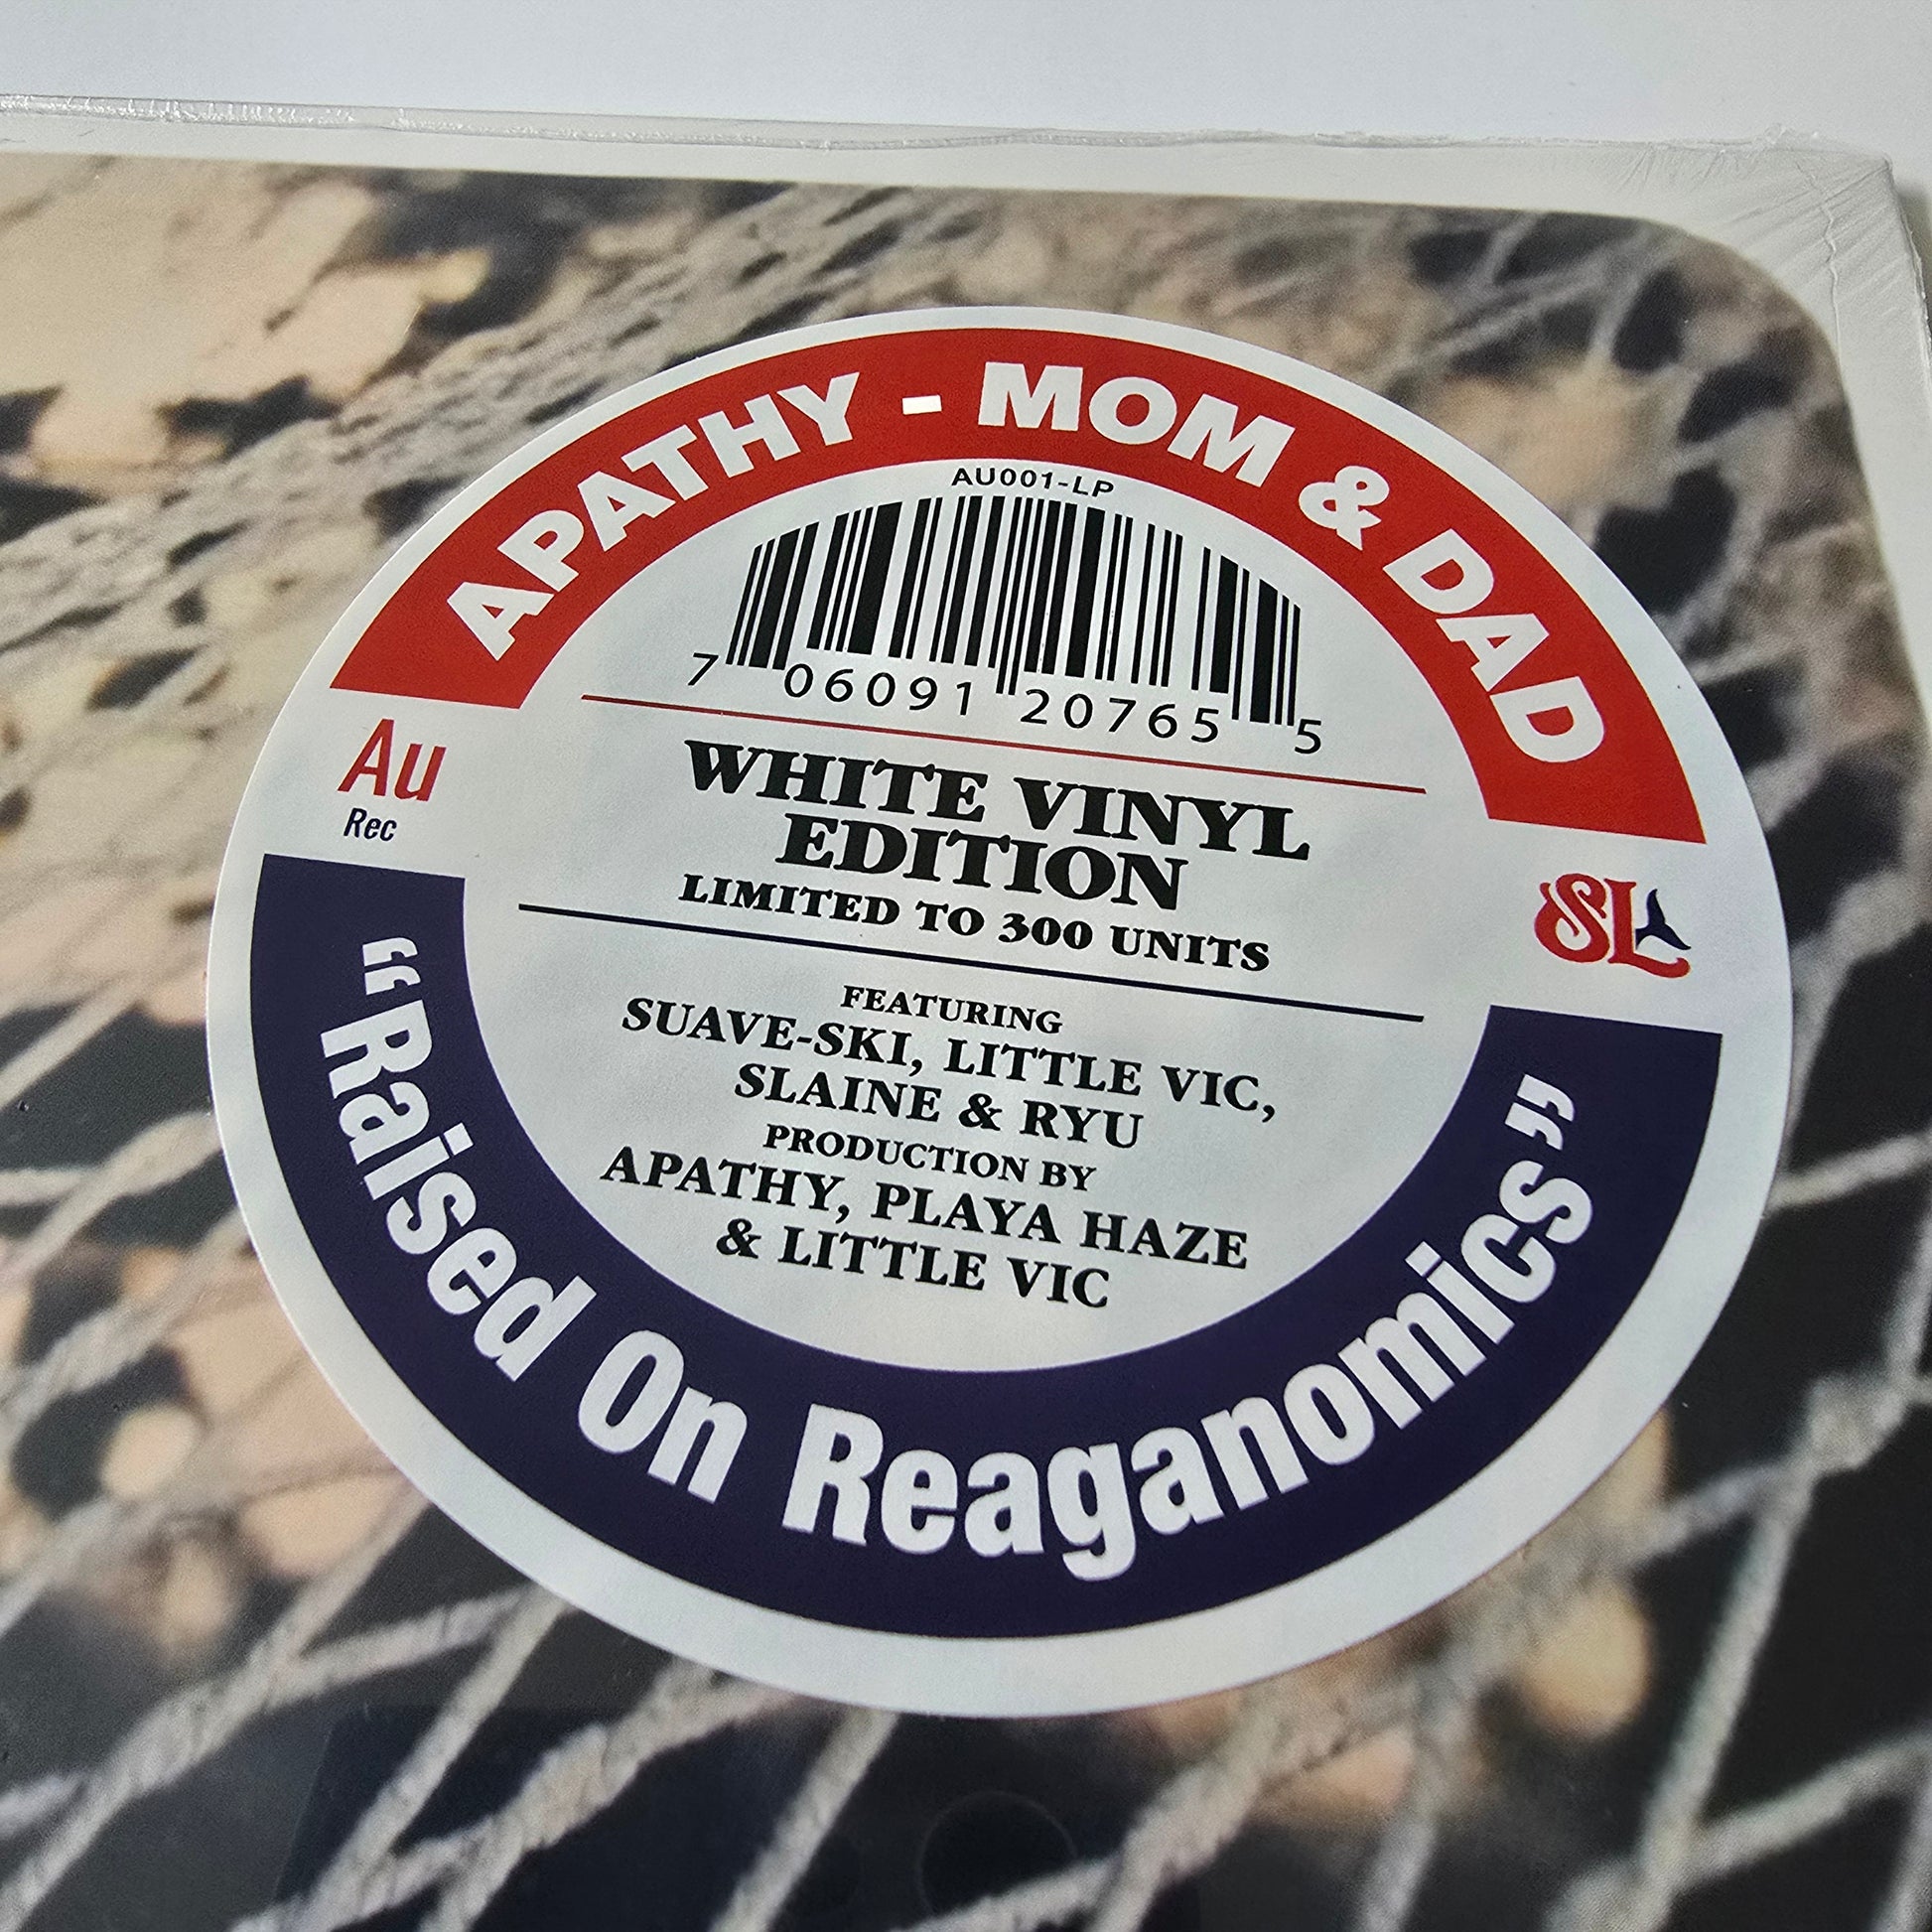 APATHY - MOM & DAD
AU001-LP
7 06091 20765 5
WHITE VINYL
EDITION
LIMITED TO 300 UNITS
Au
Rec
SL
FEATURING
SUAVE-SKI, LITTLE VIC,
SLAINE & RYU
PRODUCTION BY
APATHY, PLAYA HAZE
& LITTLE VIC
“Raised On Reaganomics”